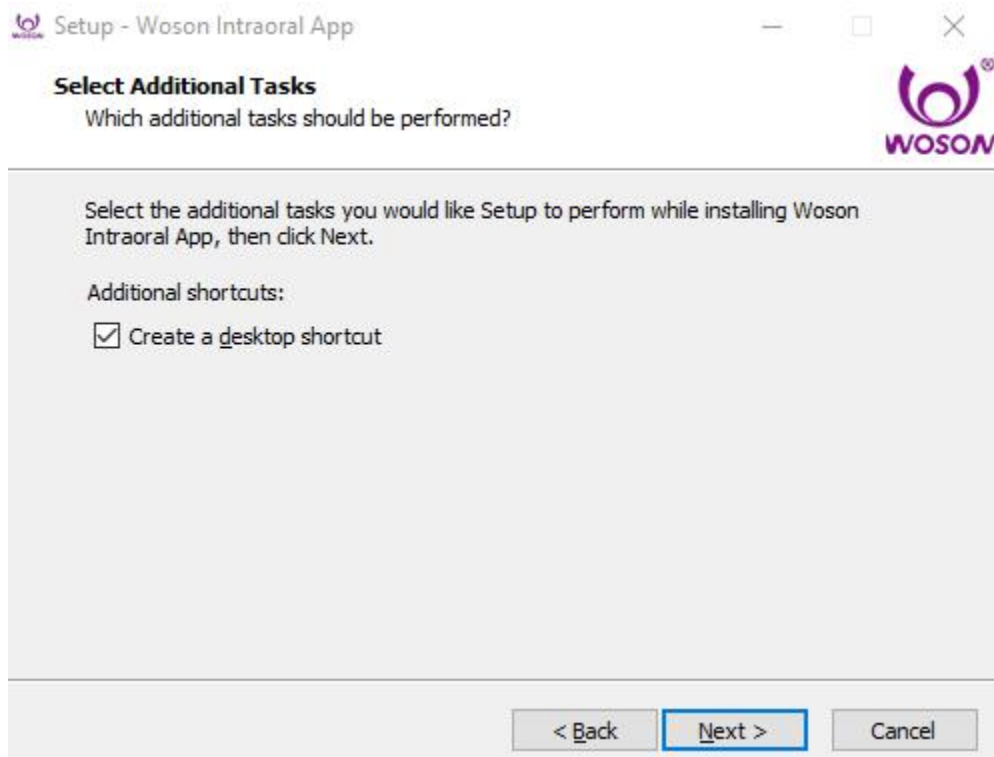 Setup - Woson Intraoral App
Select Additional Tasks
Which additional tasks should be performed?
WOSON
®
Select the additional tasks you would like Setup to perform while installing Woson
Intraoral App, then click Next.
Additional shortcuts:
Create a desktop shortcut
< Back
Next >
Cancel